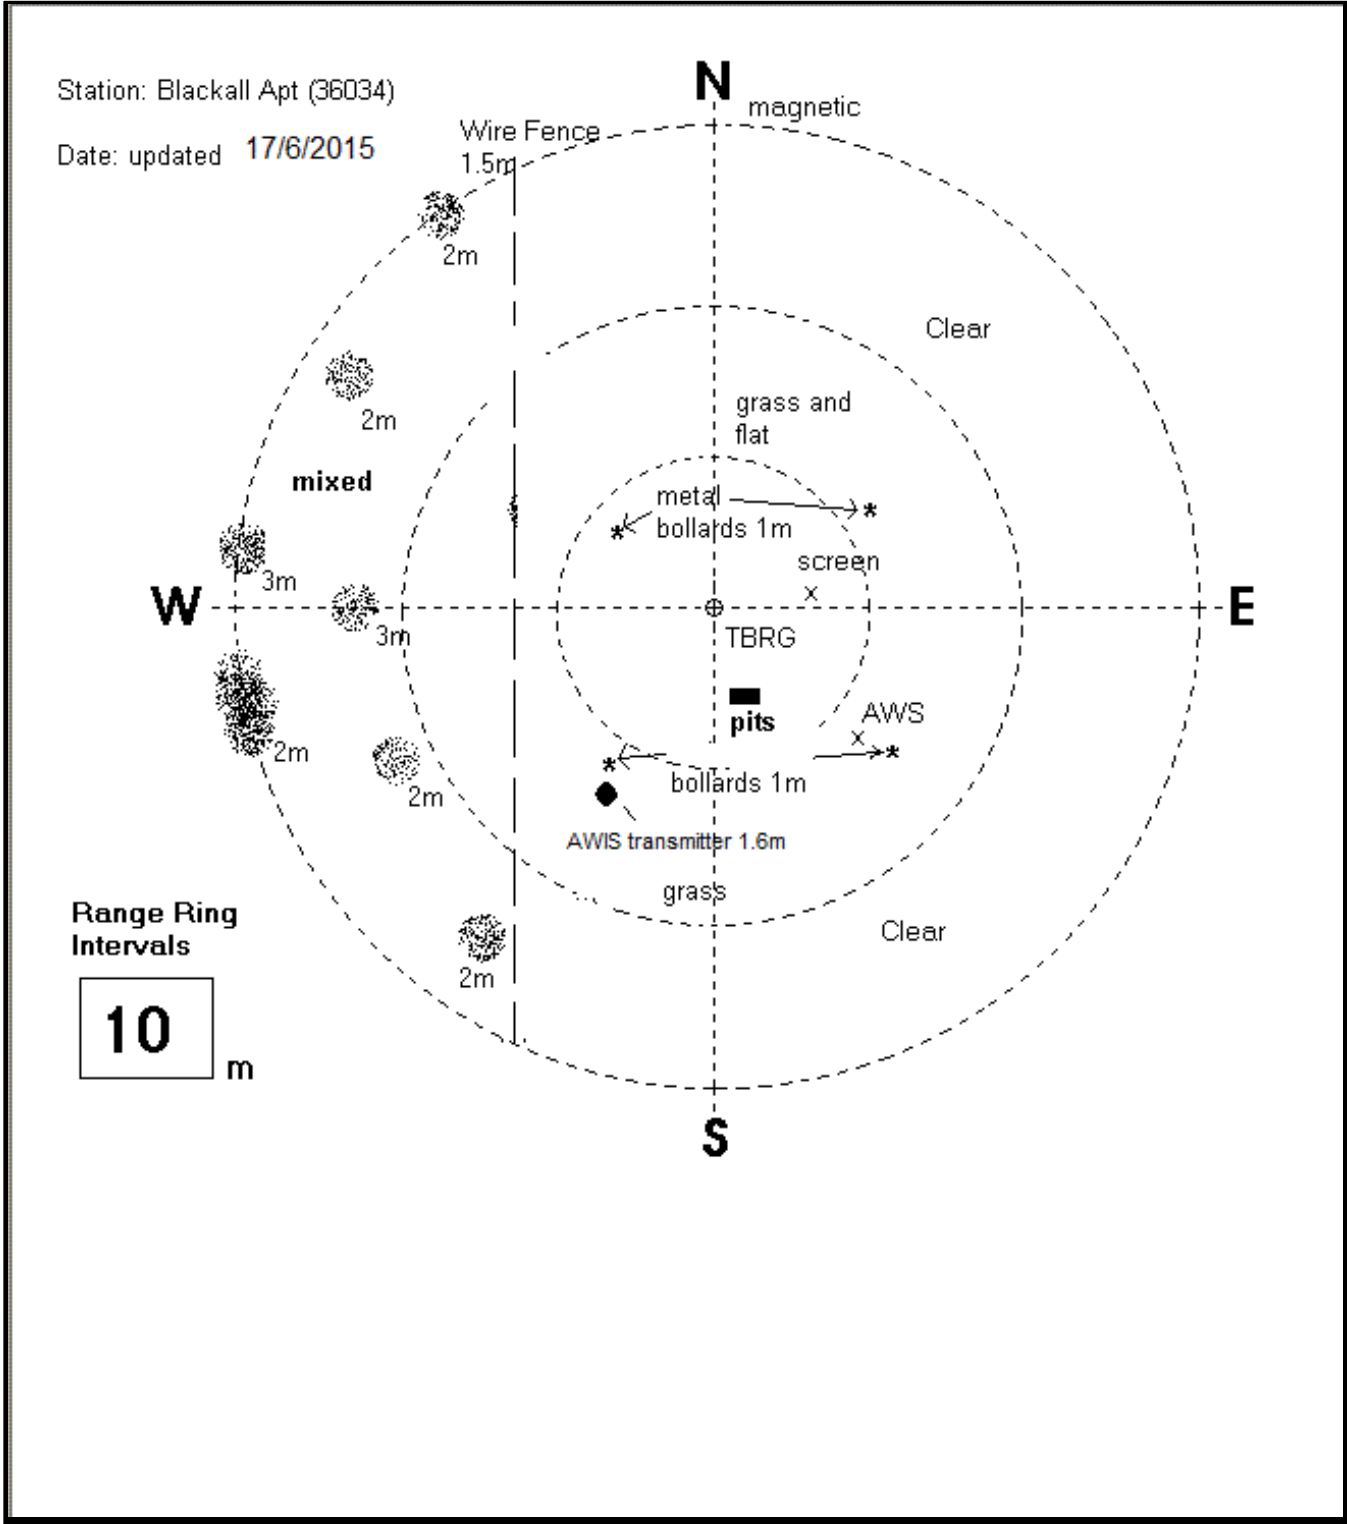 N
magnetic
Station: Blackall Apt (36034)
Date: updated 17/6/2015
Wire Fence
1.5m
2m
Clear
2m
grass and
flat
mixed
metal
bollards 1m
*
*
screen
x
3m
W
E
3m
TBRG
pits
AWS
x
2m
2m
*
*
bollards 1m
AWIS transmitter 1.6m
grass
Clear
2m
Range Ring
Intervals
10
m
S